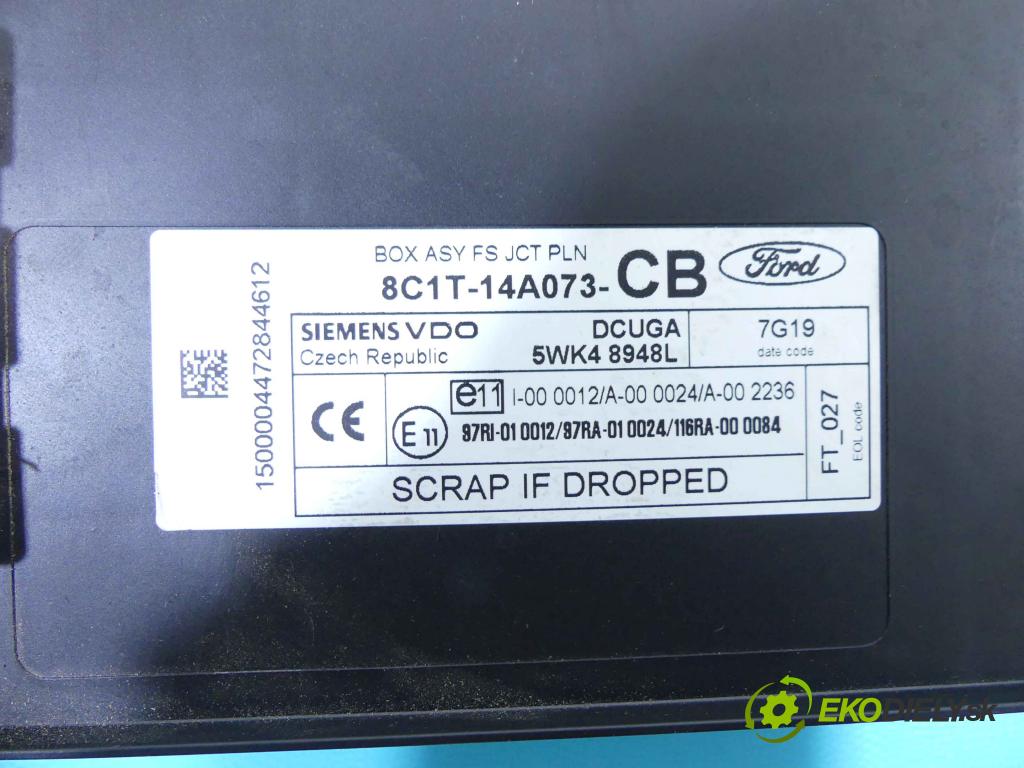 BOX ASY FS JCT PLN
8C1T-14A073-CB
Ford
150000447284 4612
SIEMENS VDO
Czech Republic
DCUGA
5WK4 8948L
7G19
date code
CE
e11 I-00 0012/A-00 0024/A-00 2236
E11 97RI-01 0012/97RA-01 0024/116RA-00 0084
FT_027
EOL code
SCRAP IF DROPPED
EKODIELY.sk